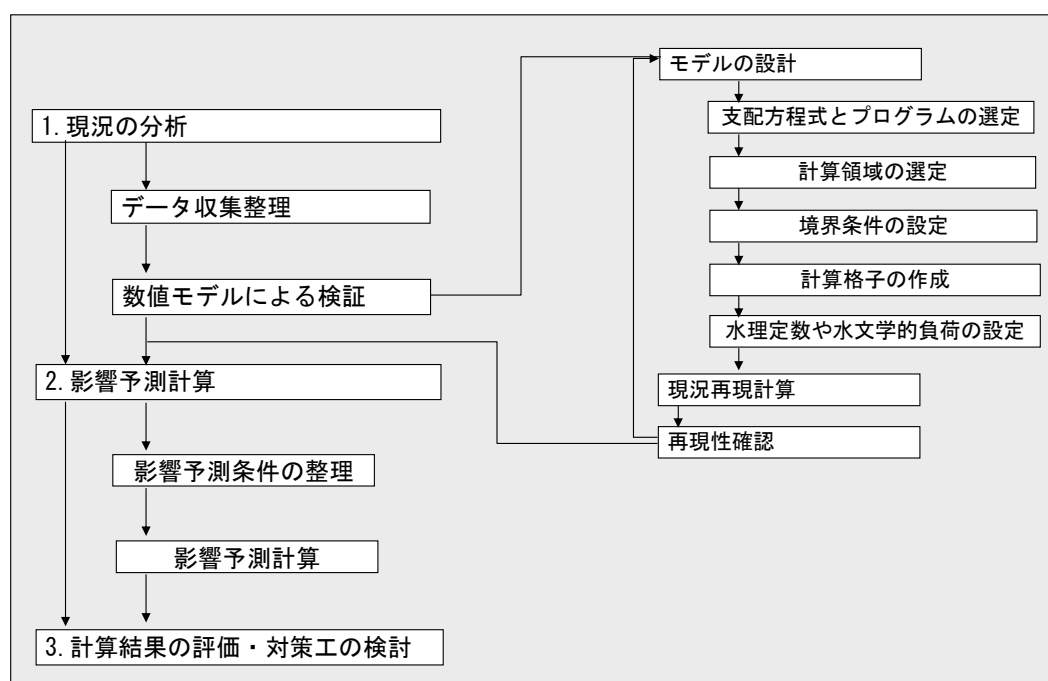 1.現況の分析
データ収集整理
数値モデルによる検証
2.影響予測計算
影響予測条件の整理
影響予測計算
3.計算結果の評価・対策工の検討
モデルの設計
支配方程式とプログラムの選定
計算領域の選定
境界条件の設定
計算格子の作成
水理定数や水文学的負荷の設定
現況再現計算
再現性確認